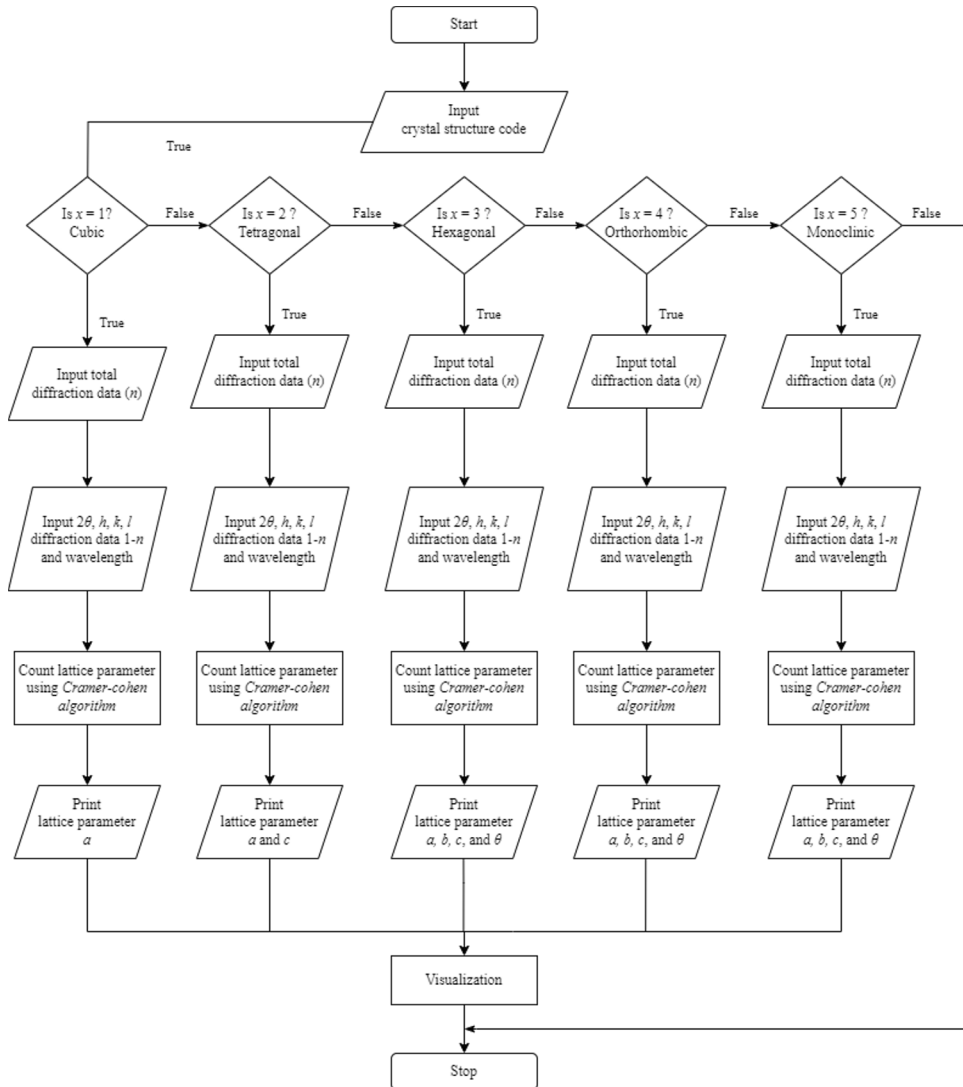 Start
Input
crystal structure code
True
Is x = 1?
Cubic
False
Is x = 2 ?
Tetragonal
False
Is x = 3 ?
Hexagonal
False
Is x = 4 ?
Orthorhombic
False
Is x = 5 ?
Monoclinic
False
True
True
True
True
True
Input total
diffraction data (n)
Input total
diffraction data (n)
Input total
diffraction data (n)
Input total
diffraction data (n)
Input total
diffraction data (n)
Input 2θ, h, k, l
diffraction data 1-n
and wavelength
Input 2θ, h, k, l
diffraction data 1-n
and wavelength
Input 2θ, h, k, l
diffraction data 1-n
and wavelength
Input 2θ, h, k, l
diffraction data 1-n
and wavelength
Input 2θ, h, k, l
diffraction data 1-n
and wavelength
Count lattice parameter
using Cramer-cohen
algorithm
Count lattice parameter
using Cramer-cohen
algorithm
Count lattice parameter
using Cramer-cohen
algorithm
Count lattice parameter
using Cramer-cohen
algorithm
Count lattice parameter
using Cramer-cohen
algorithm
Print
lattice parameter
a
Print
lattice parameter
a and c
Print
lattice parameter
a, b, c, and θ
Print
lattice parameter
a, b, c, and θ
Print
lattice parameter
a, b, c, and θ
Visualization
Stop